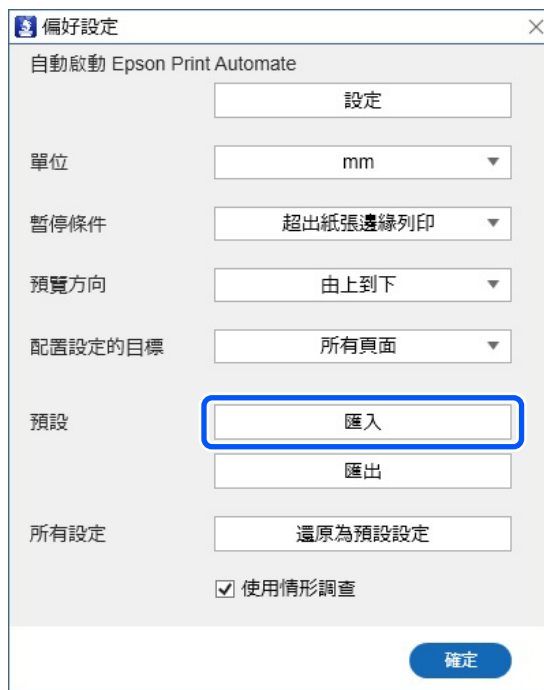 偏好設定
自動啟動 Epson Print Automate
設定
單位 mm
暫停條件 超出紙張邊緣列印
預覽方向 由上到下
配置設定的目標 所有頁面
預設 匯入
匯出
所有設定 還原為預設設定
使用情形調查
確定